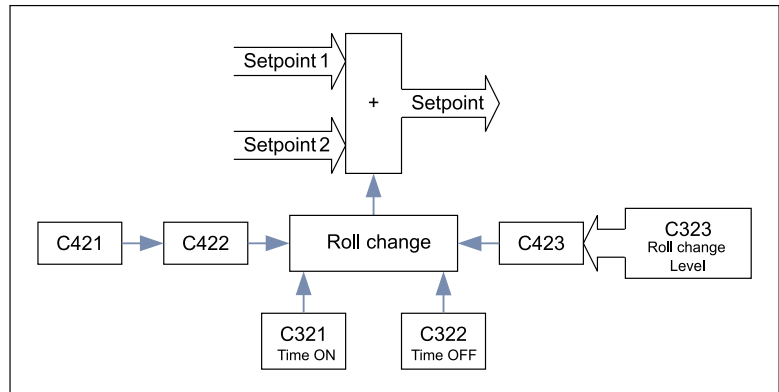 Setpoint 1
+
Setpoint
Setpoint 2
C421
C422
Roll change
C423
C323
Roll change
Level
C321
Time ON
C322
Time OFF